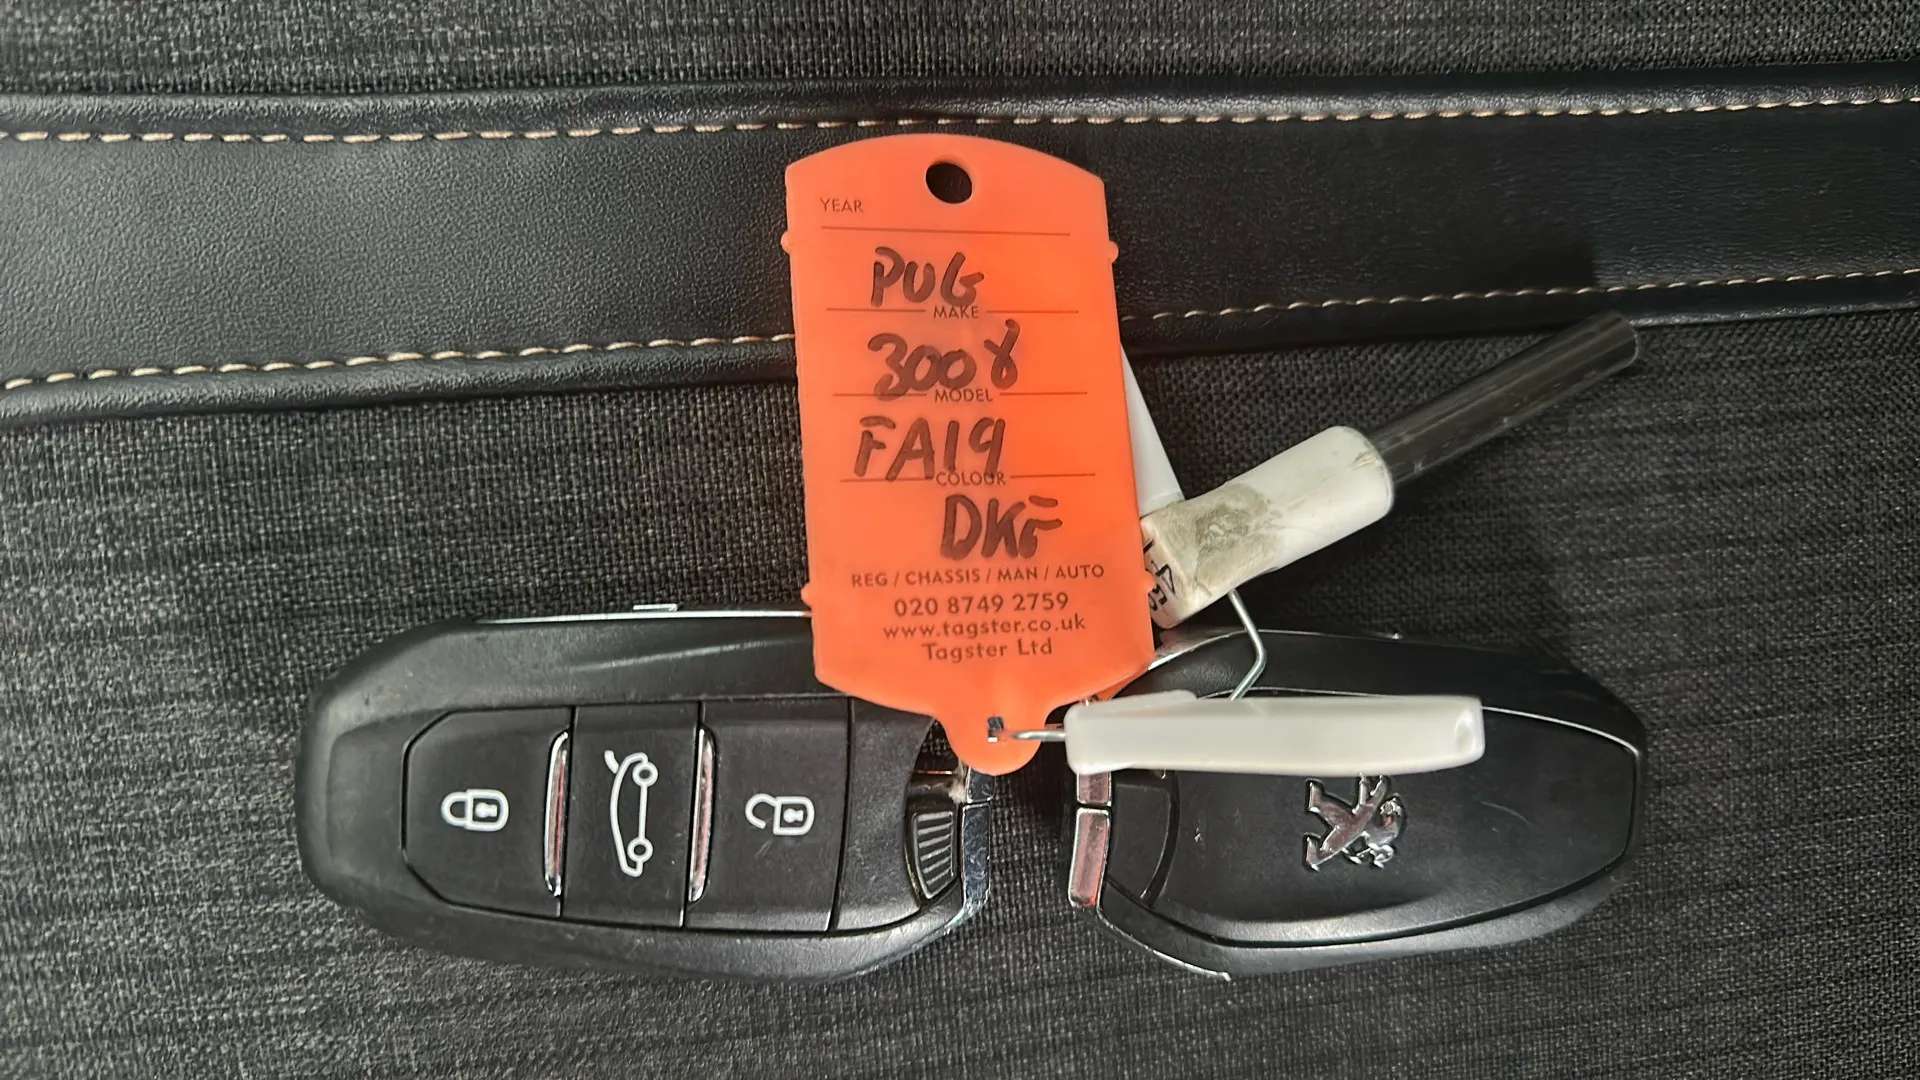 YEAR
PUG
MAKE
3008
MODEL
FA19
COLOUR
DKF
REG / CHASSIS / MAN / AUTO
020 8749 2759
www.tagster.co.uk
Tagster Ltd